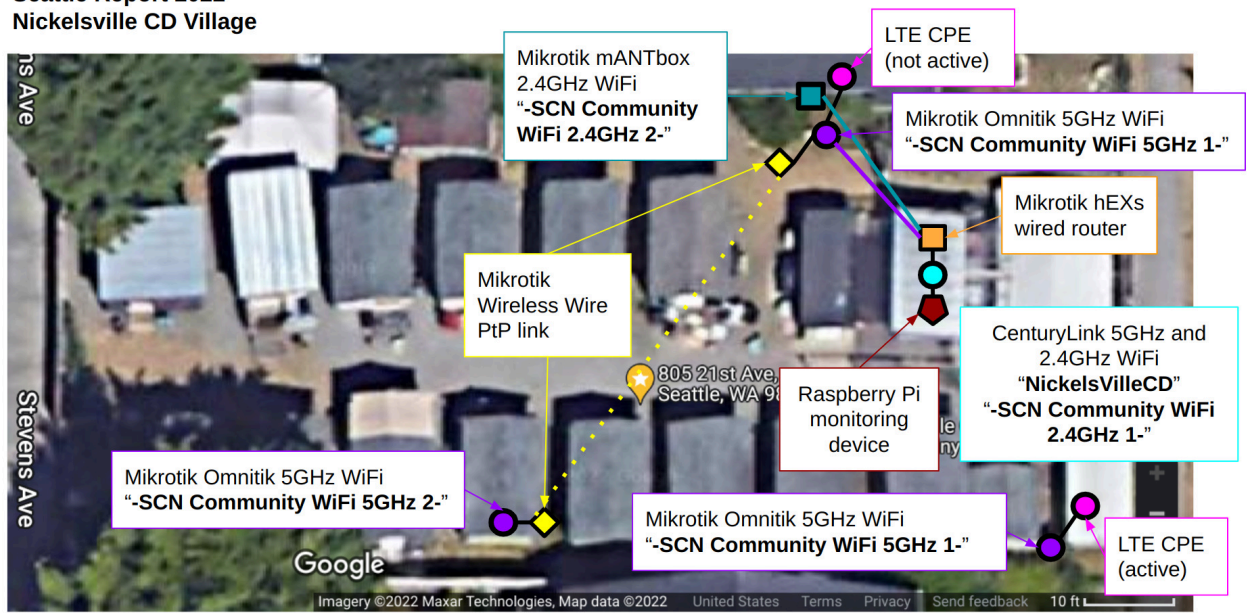 Nickelsville CD Village
LTE CPE
(not active)
Mikrotik mANTbox
2.4GHz WiFi
“-SCN Community
WiFi 2.4GHz 2-”
ns Ave
Mikrotik Omnitik 5GHz WiFi
“-SCN Community WiFi 5GHz 1-”
Mikrotik hEXs
wired router
Mikrotik
Wireless Wire
PtP link
CenturyLink 5GHz and
2.4GHz WiFi
“NickelsVilleCD”
“-SCN Community WiFi
2.4GHz 1-”
805 21st Ave,
Seattle, WA 98
Raspberry Pi
monitoring
device
Stevens Ave
Mikrotik Omnitik 5GHz WiFi
“-SCN Community WiFi 5GHz 2-”
Mikrotik Omnitik 5GHz WiFi
“-SCN Community WiFi 5GHz 1-”
LTE CPE
(active)
Google
Imagery ©2022 Maxar Technologies, Map data ©2022 United States Terms Privacy Send feedback 10 ft